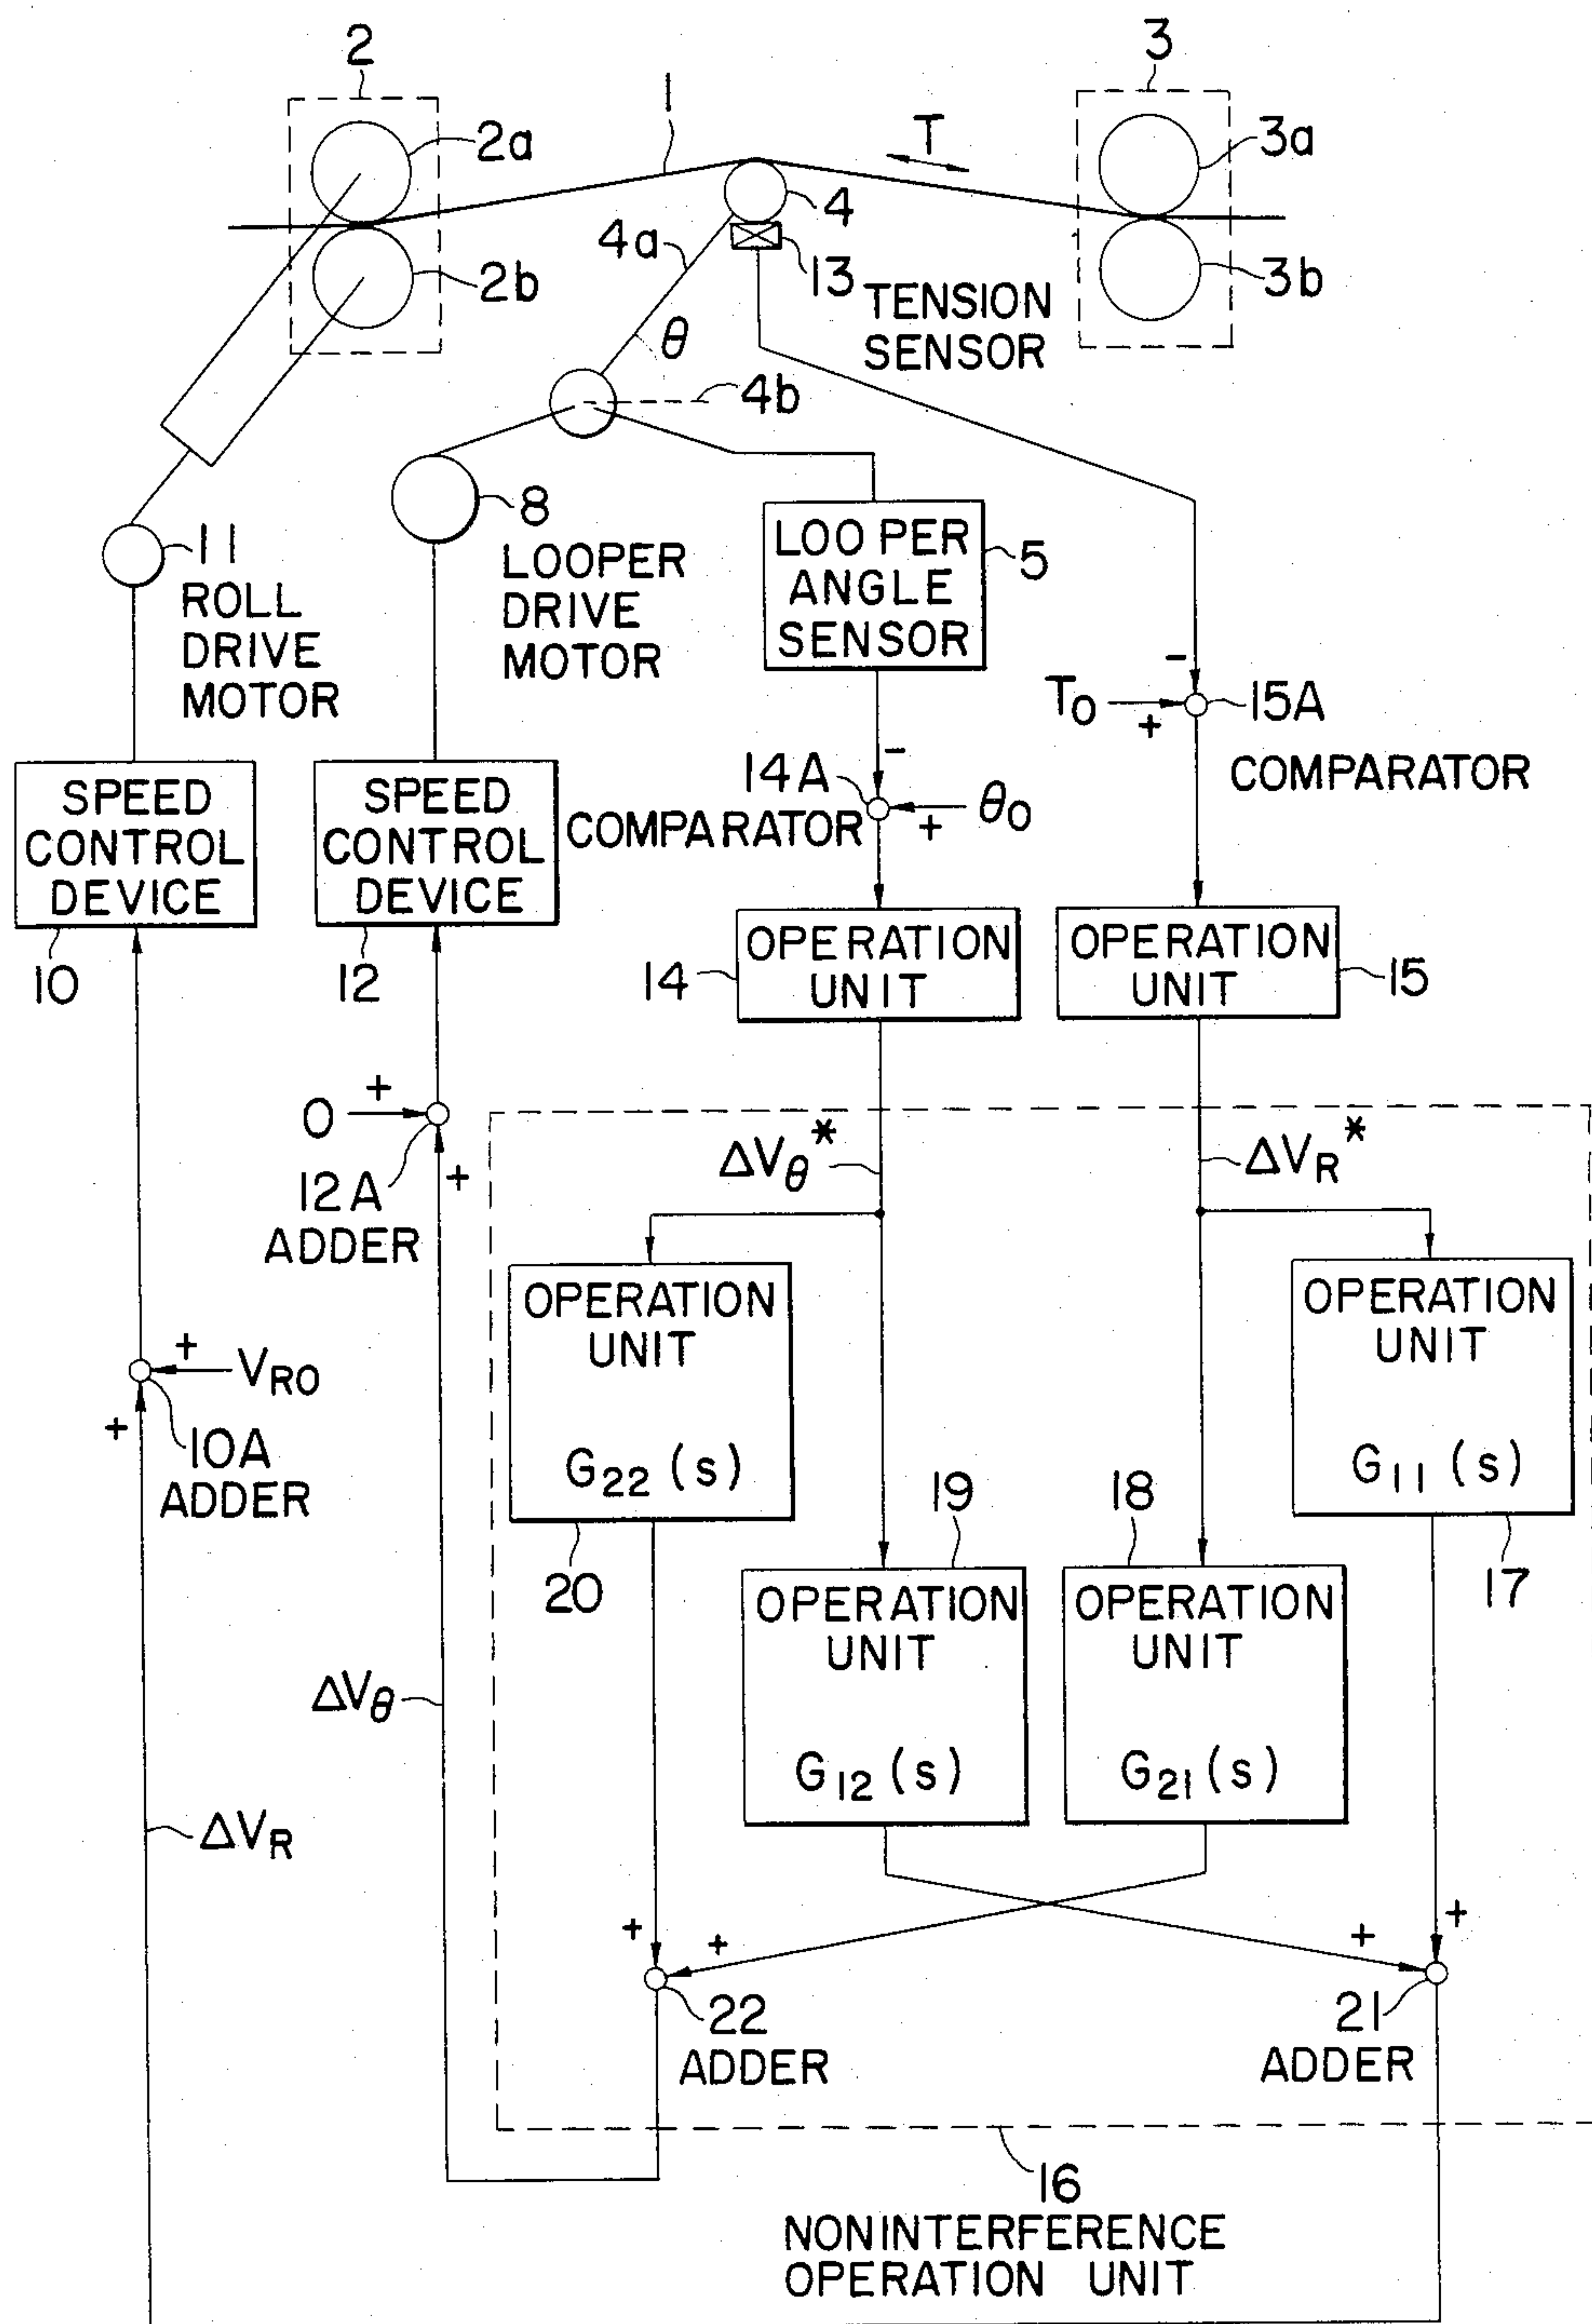 2
3
1
T
2a
3a
4
4a
13
2b
3b
TENSION
SENSOR
θ
4b
8
11
LOOPER
ANGLE
SENSOR
5
LOOPER
DRIVE
MOTOR
ROLL
DRIVE
MOTOR
-
T0
+
15A
-
14A
COMPARATOR
COMPARATOR
+
θ0
SPEED
CONTROL
DEVICE
SPEED
CONTROL
DEVICE
10
12
14
OPERATION
UNIT
OPERATION
UNIT
15
0
+
12A
ADDER
+
ΔVθ*
ΔVR*
OPERATION
UNIT
G22(s)
OPERATION
UNIT
G11(s)
+
VRO
+
10A
ADDER
20
19
18
17
OPERATION
UNIT
G12(s)
OPERATION
UNIT
G21(s)
ΔVθ
ΔVR
+
+
+
+
22
ADDER
21
ADDER
16
NONINTERFERENCE
OPERATION UNIT